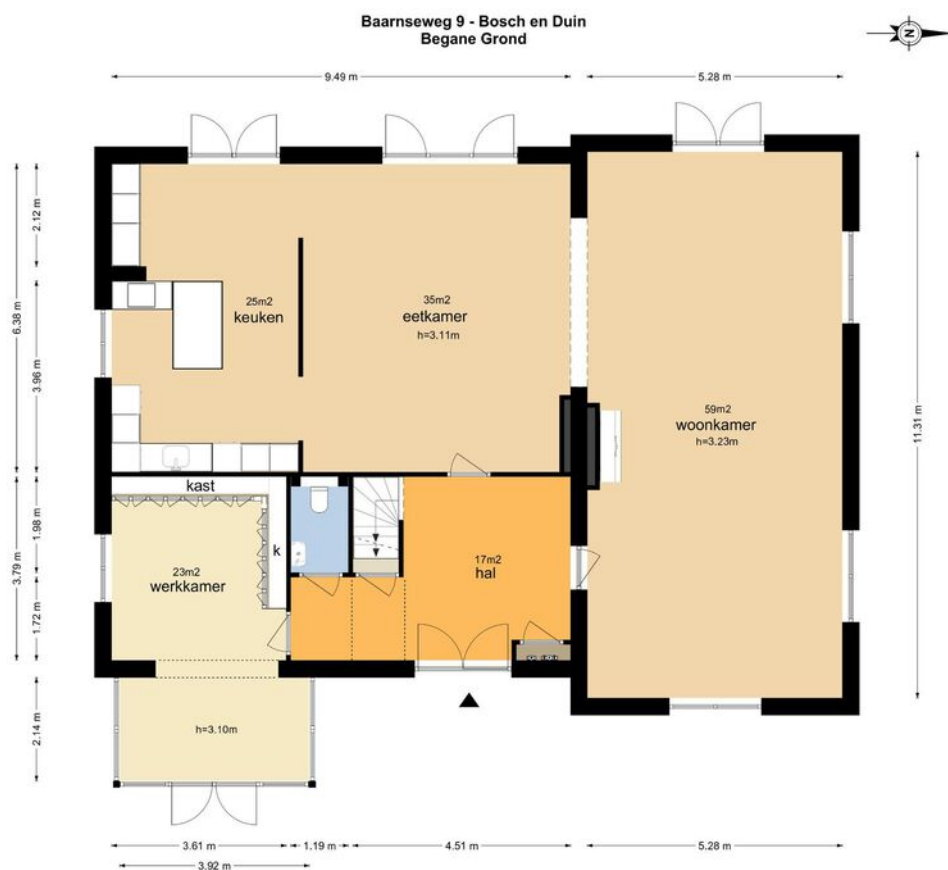 Baarnseweg 9 - Bosch en Duin
Begane Grond
N
9.49 m
5.28 m
2.12 m
6.38 m
3.96 m
25m2
keuken
35m2
eetkamer
h=3.11m
59m2
woonkamer
h=3.23m
11.31 m
kast
k
1.98 m
3.79 m
1.72 m
23m2
werkkamer
17m2
hal
2.14 m
h=3.10m
3.61 m
1.19 m
4.51 m
5.28 m
3.92 m